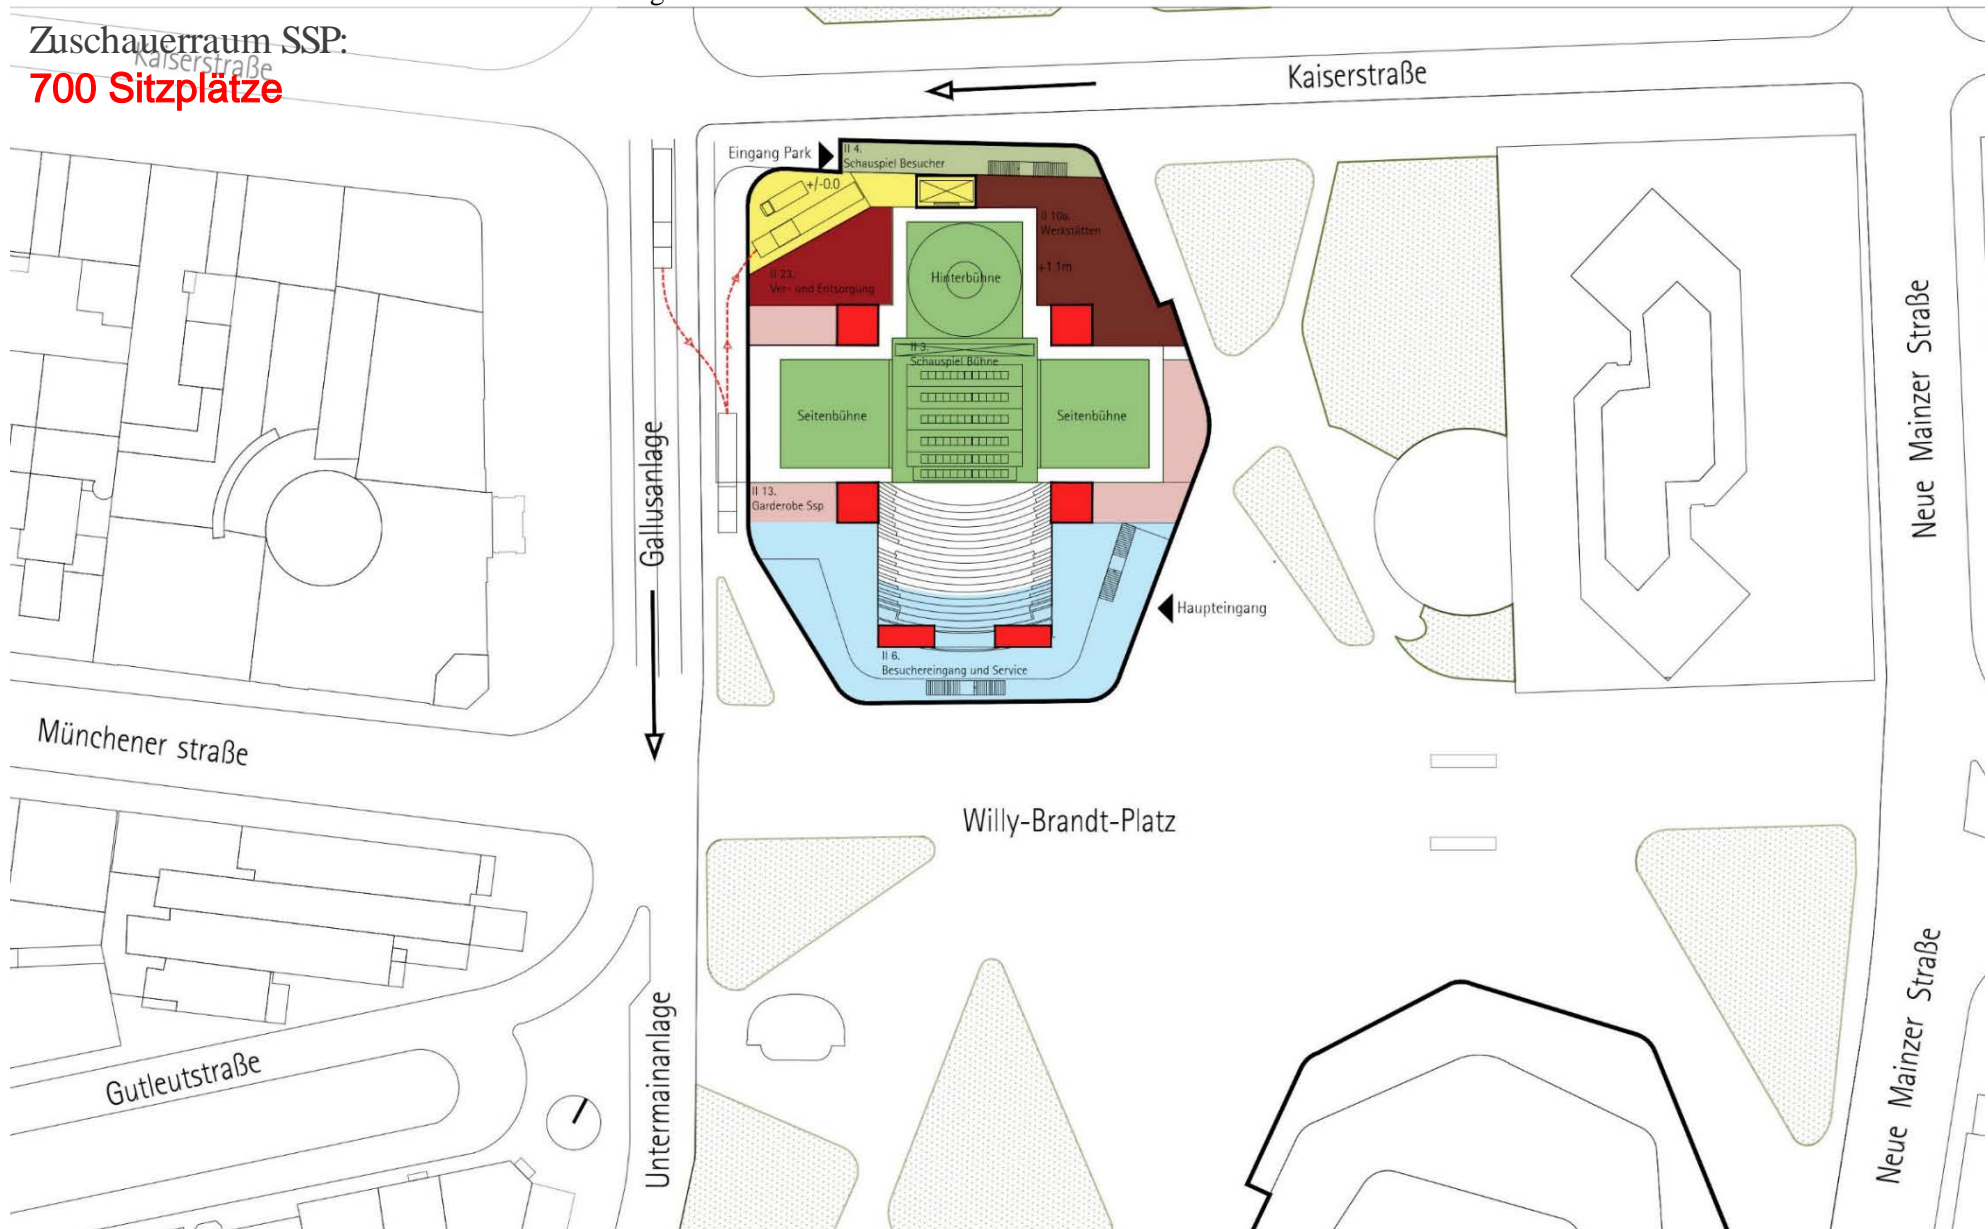 Zuschauerraum SSP:
Kaiserstraße
700 Sitzplätze
Kaiserstraße
Eingang Park
II 4.
Schauspiel Besucher
+/-0.0
II 10a.
Werkstätten
+1.1m
II 23.
Ver- und Entsorgung
Hinterbühne
II 3.
Schauspiel Bühne
Seitenbühne
Seitenbühne
II 13.
Garderobe Ssp
Haupteingang
II 6.
Besuchereingang und Service
Gallusanlage
Neue Mainzer Straße
Münchener straße
Willy-Brandt-Platz
Gutleutstraße
Untermainanlage
Neue Mainzer Straße